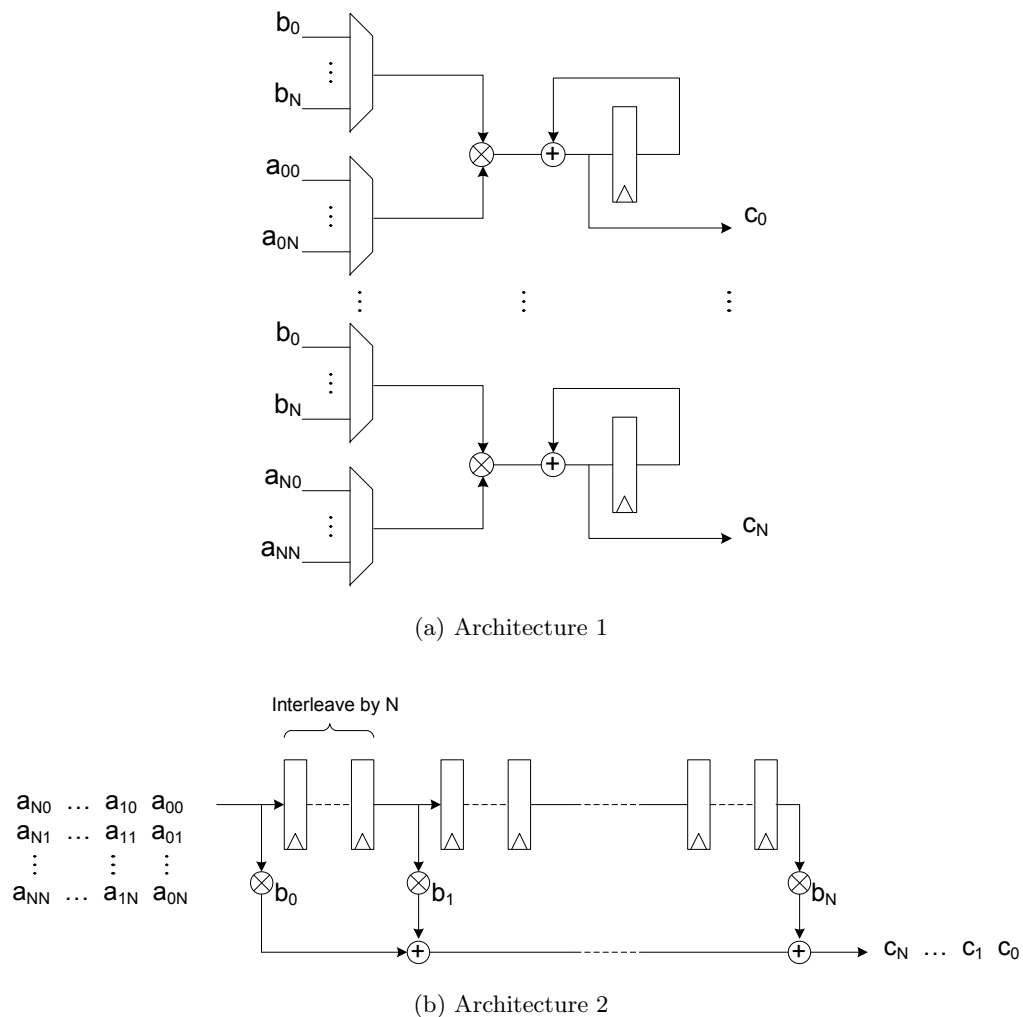 b0
⋮
bN
a00
⋮
a0N
c0
⋮ ⋮ ⋮
b0
⋮
bN
aN0
⋮
aNN
cN
(a) Architecture 1
Interleave by N
aN0 … a10 a00
aN1 … a11 a01
⋮ ⋮ ⋮
aNN … a1N a0N
b0 b1 bN
cN … c1 c0
(b) Architecture 2